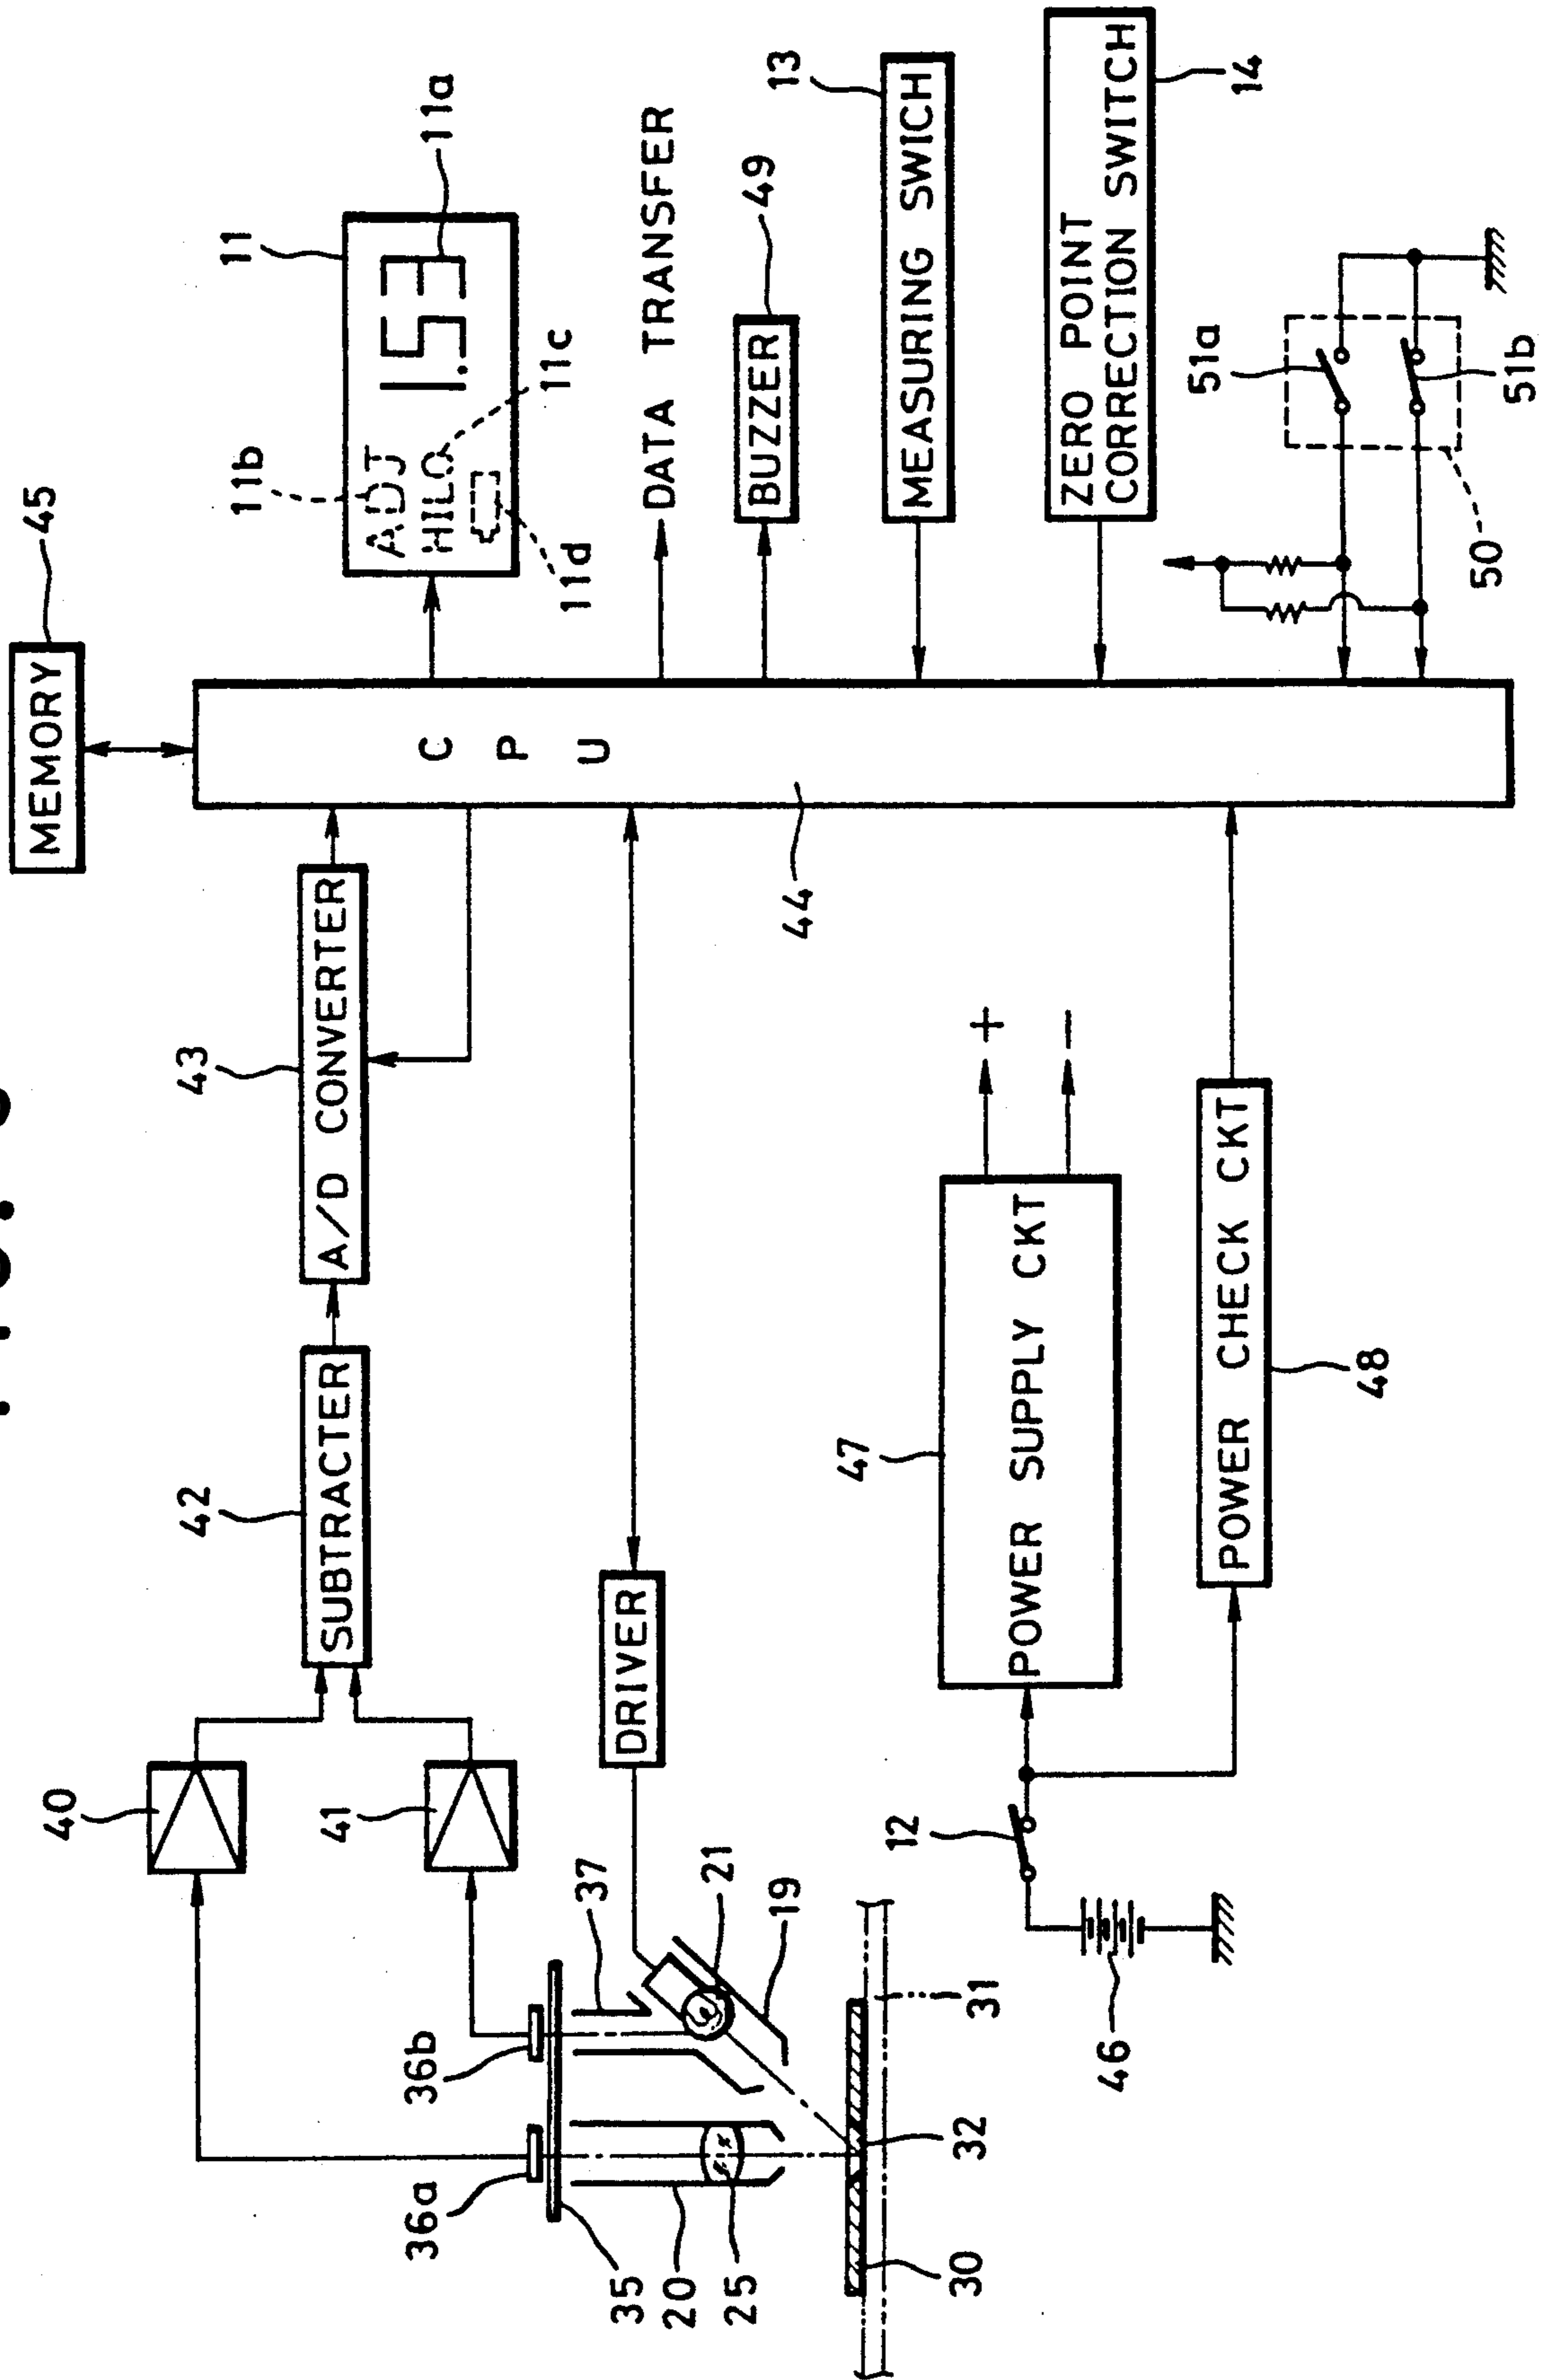 MEMORY
45
40
42
SUBTRACTER
43
A/D CONVERTER
11
11b
ADJ
HILO
1.53
11a
11c
11d
41
C P U
44
DATA TRANSFER
DRIVER
BUZZER
49
MEASURING SWICH
13
ZERO POINT
CORRECTION SWITCH
14
36a
36b
37
21
19
35
20
25
30
32
31
46
12
47
POWER SUPPLY CKT
+
−
POWER CHECK CKT
48
51a
51b
50